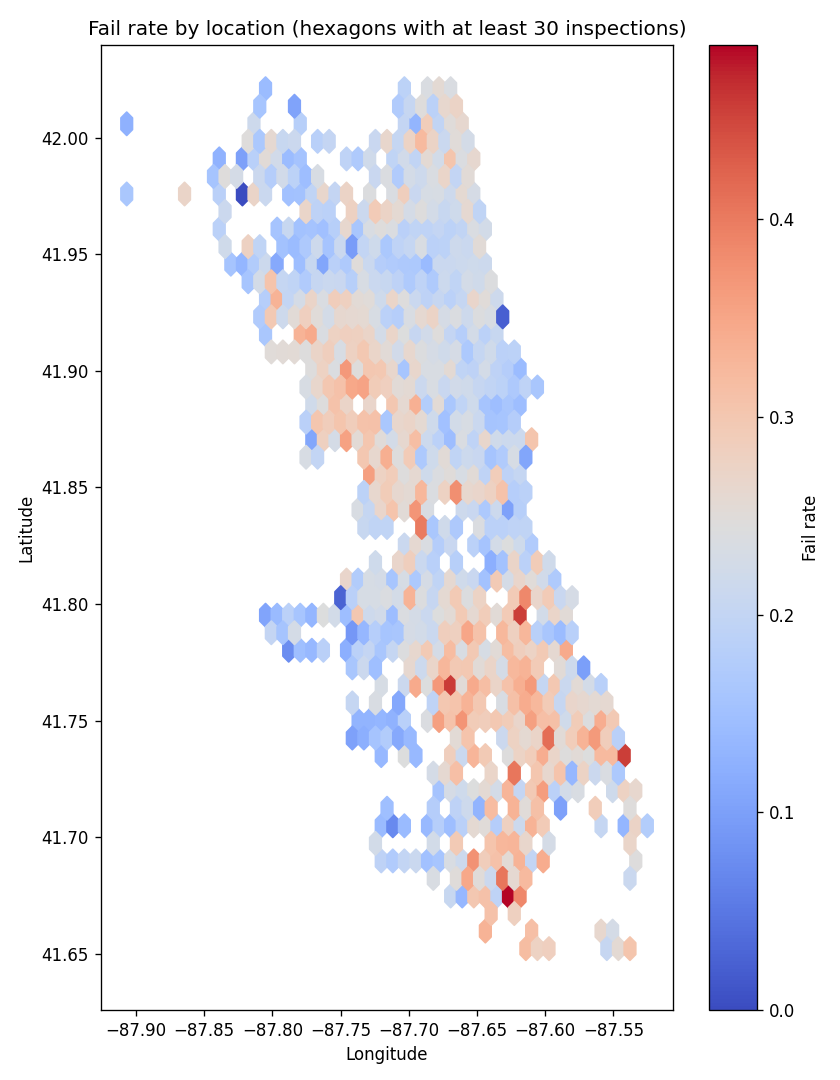 Fail rate by location (hexagons with at least 30 inspections)
42.00
41.95
41.90
41.85
41.80
41.75
41.70
41.65
Latitude
−87.90 −87.85 −87.80 −87.75 −87.70 −87.65 −87.60 −87.55
Longitude
0.4
0.3
0.2
0.1
0.0
Fail rate